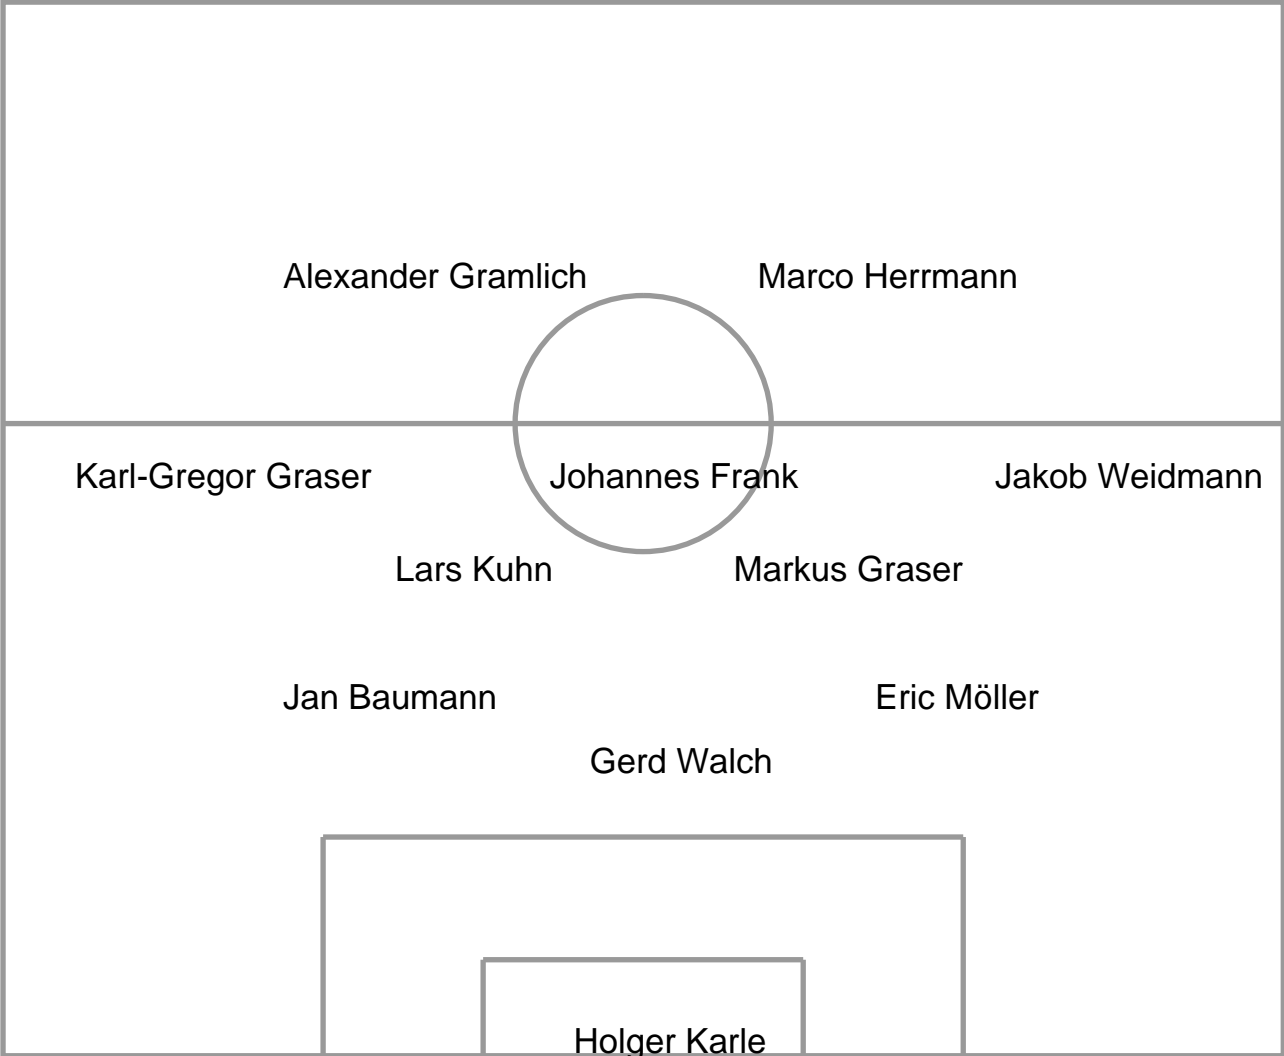 Alexander Gramlich
Marco Herrmann
Karl-Gregor Graser
Johannes Frank
Jakob Weidmann
Lars Kuhn
Markus Graser
Jan Baumann
Eric Möller
Gerd Walch
Holger Karle